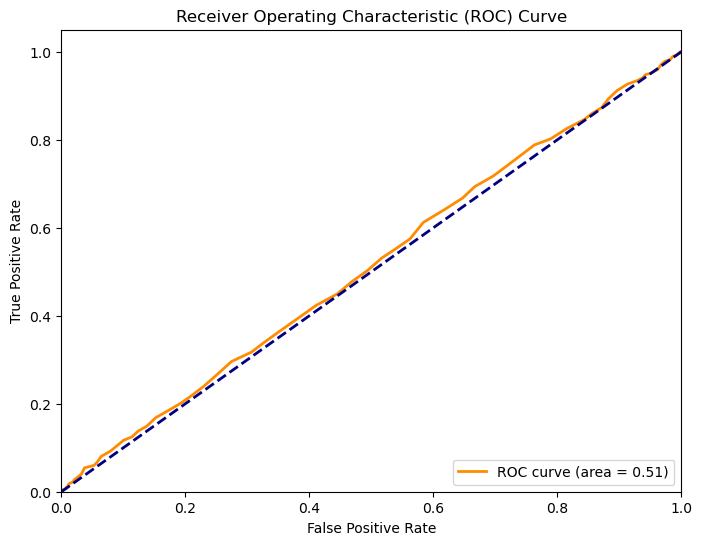 Receiver Operating Characteristic (ROC) Curve
1.0
0.8
0.6
0.4
0.2
0.0
True Positive Rate
ROC curve (area = 0.51)
0.0 0.2 0.4 0.6 0.8 1.0
False Positive Rate